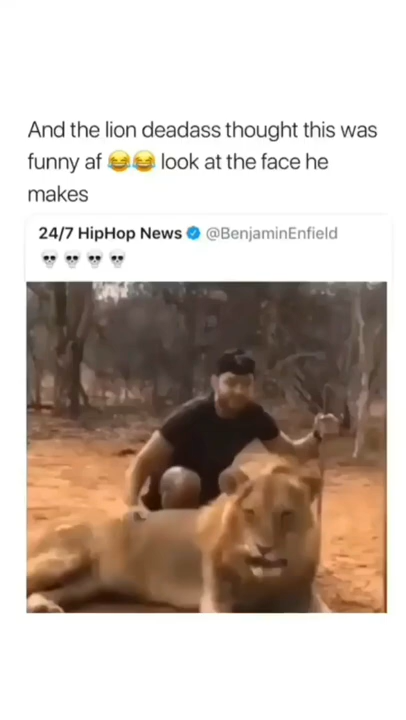 And the lion deadass thought this was
funny af 😂😂 look at the face he
makes
24/7 HipHop News @BenjaminEnfield
💀 💀 💀 💀